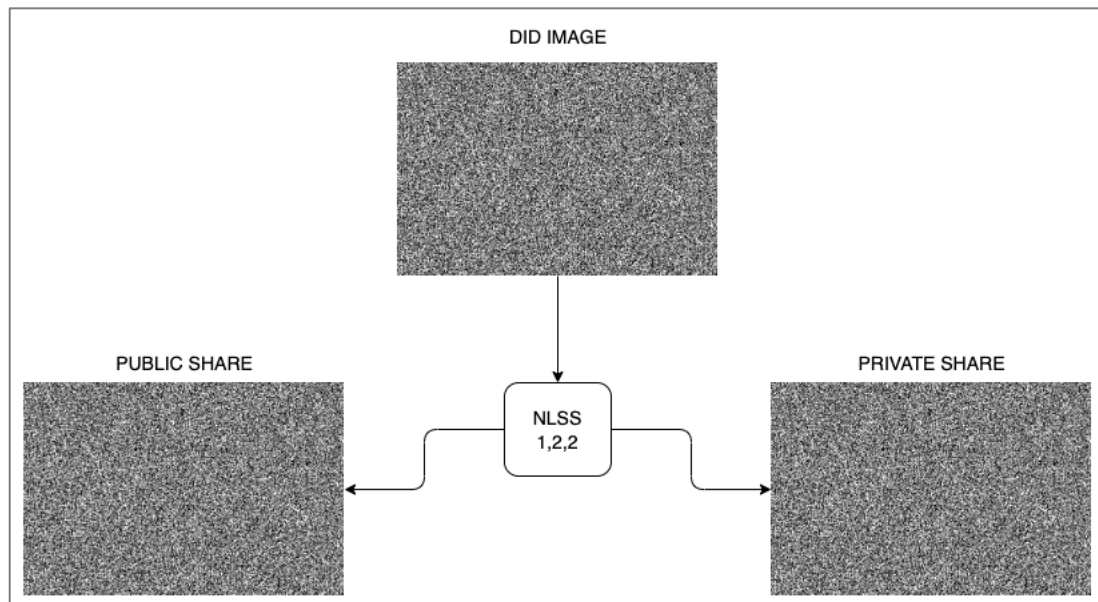 DID IMAGE
PUBLIC SHARE
PRIVATE SHARE
NLSS
1,2,2